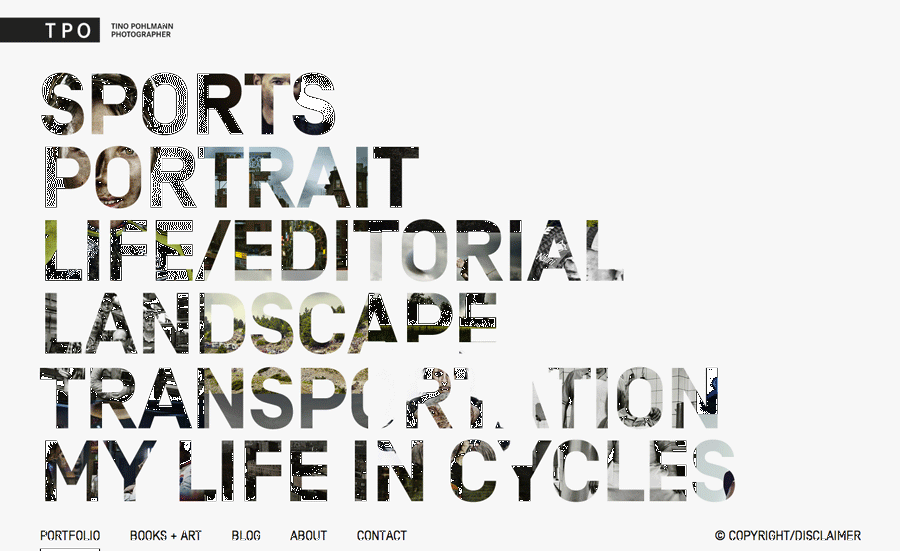 TPO
TINO POHLMANN
PHOTOGRAPHER
SPORTS
PORTRAIT
LIFE/EDITORIAL
LANDSCAPE
TRANSPORTATION
MY LIFE IN CYCLES
PORTFOLIO BOOKS + ART BLOG ABOUT CONTACT © COPYRIGHT/DISCLAIMER